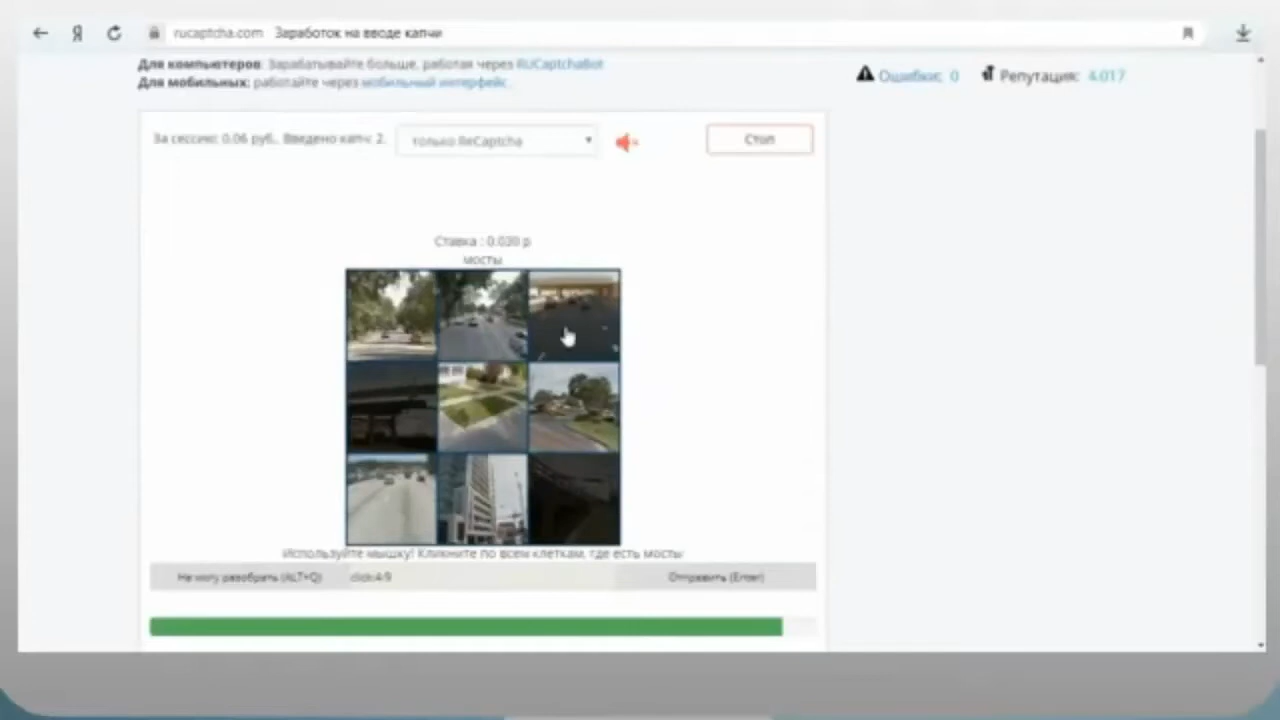 rucaptcha.com Заработок на вводе капчи
Для компьютеров: Зарабатывайте больше, работая через RUCaptchaBot
Для мобильных: работайте через мобильный интерфейс.
Ошибки: 0 Репутация: 4.017
За сессию: 0.06 руб., Введено капч: 2.
только ReCaptcha
Стоп
Ставка : 0.030 р
мосты
Используйте мышку! Кликните по всем клеткам, где есть мосты
Не могу разобрать (ALT+Q)
click:4/9
Отправить (Enter)